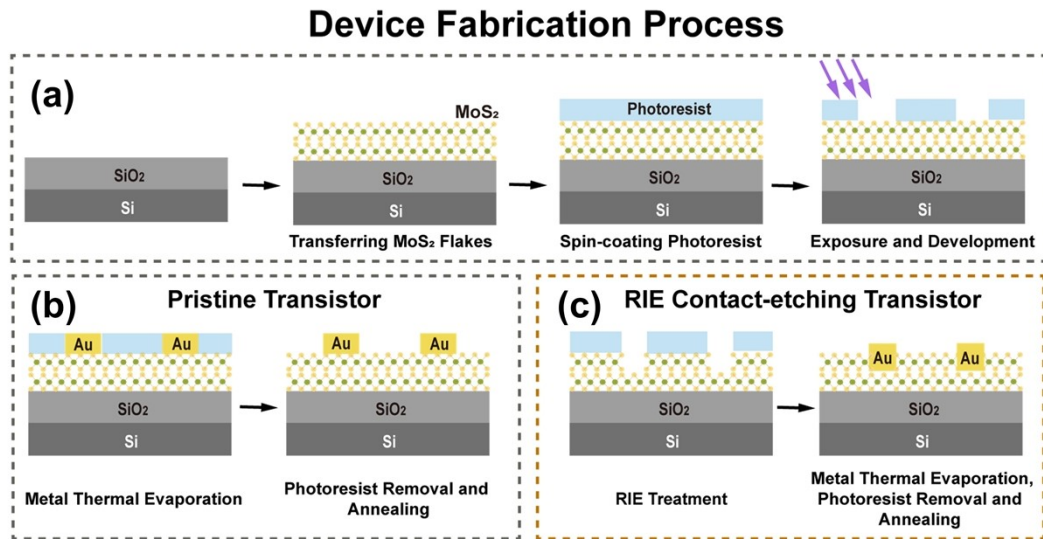 Device Fabrication Process
(a)
SiO₂
Si
MoS₂
SiO₂
Si
Transferring MoS₂ Flakes
Photoresist
SiO₂
Si
Spin-coating Photoresist
SiO₂
Si
Exposure and Development
(b)
Pristine Transistor
Au
Au
SiO₂
Si
Metal Thermal Evaporation
Au
Au
SiO₂
Si
Photoresist Removal and
Annealing
(c)
RIE Contact-etching Transistor
SiO₂
Si
RIE Treatment
Au
Au
SiO₂
Si
Metal Thermal Evaporation,
Photoresist Removal and
Annealing